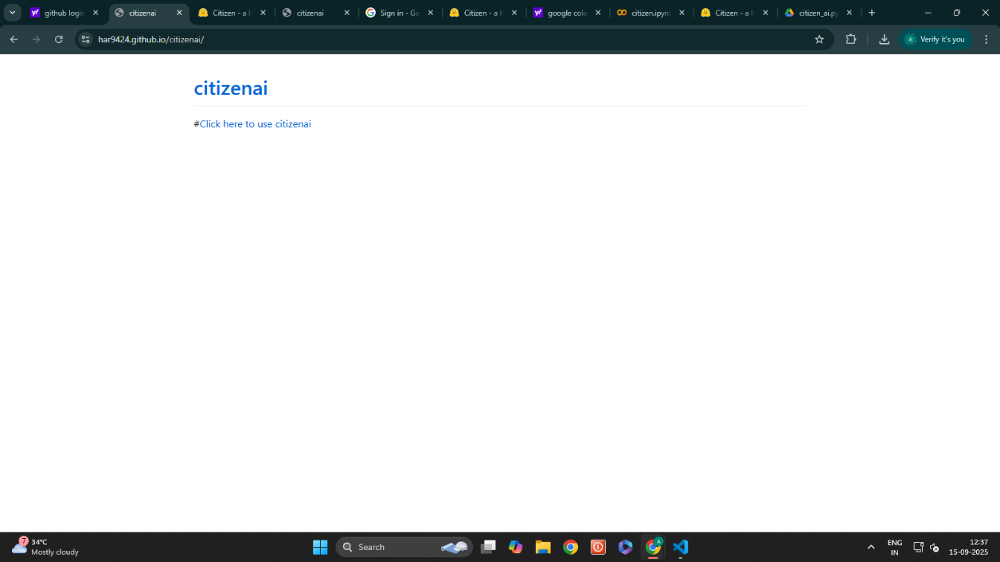 github login
citizenai
Citizen - a H
citizenai
Sign in - Go
Citizen - a H
google cola
citizen.ipynb
Citizen - a H
citizen_ai.py
har9424.github.io/citizenai/
A
Verify it's you
citizenai
#Click here to use citizenai
7
34°C
Mostly cloudy
Search
A
ENG
IN
12:37
15-09-2025